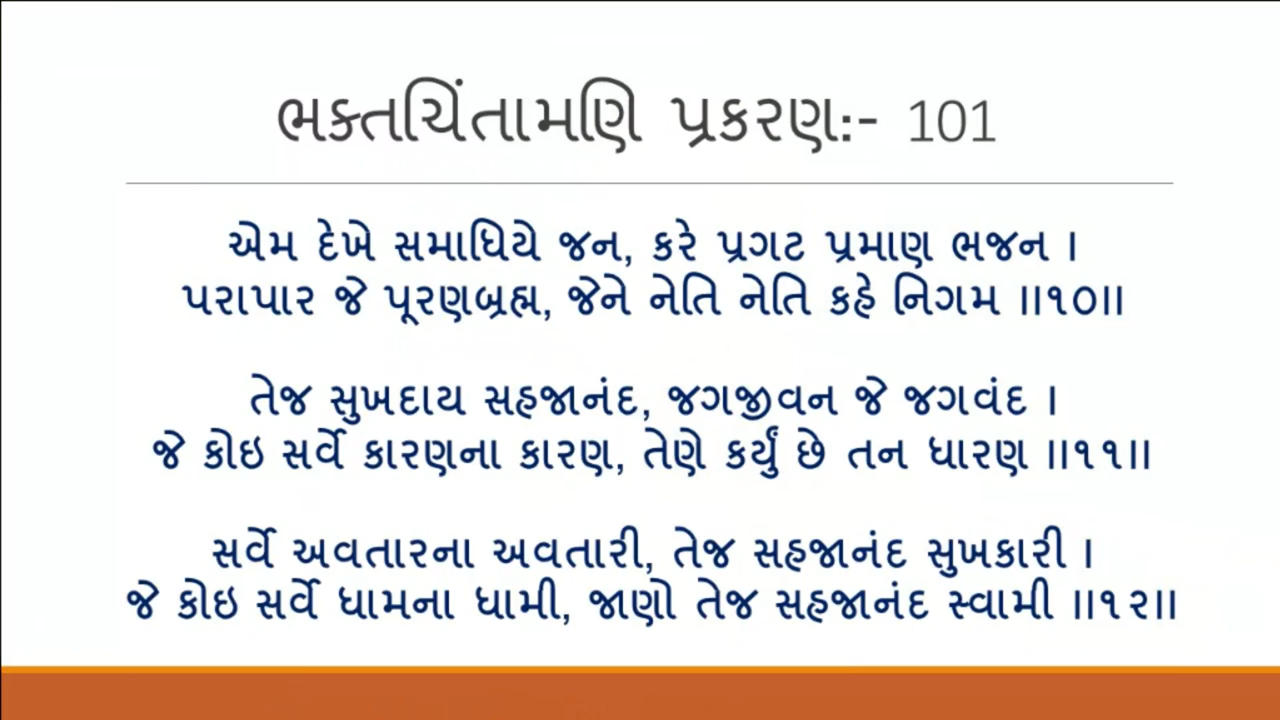 ભક્તચિંતામણિ પ્રકરણઃ- 101
એમ દેખે સમાધિયે જન, કરે પ્રગટ પ્રમાણ ભજન ।
પરાપાર જે પૂરણબ્રહ્મ, જેને નેતિ નેતિ કહે નિગમ ॥૧૦॥
તેજ સુખદાય સહજાનંદ, જગજીવન જે જગવંદ ।
જે કોઇ સર્વે કારણના કારણ, તેણે કર્યું છે તન ધારણ ॥૧૧॥
સર્વે અવતારના અવતારી, તેજ સહજાનંદ સુખકારી ।
જે કોઇ સર્વે ધામના ધામી, જાણો તેજ સહજાનંદ સ્વામી ॥૧૨॥